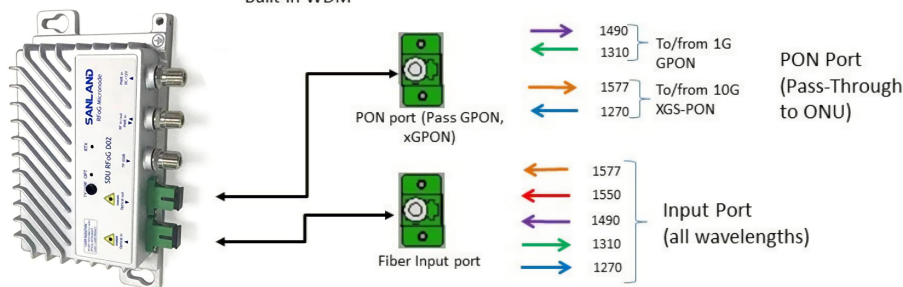 Built-in WDM
SANLAND
RFoG Micronode
SDU RFoG D02
PON port (Pass GPON,
xGPON)
1490
1310
To/from 1G
GPON
1577
1270
To/from 10G
XGS-PON
PON Port
(Pass-Through
to ONU)
Fiber Input port
1577
1550
1490
1310
1270
Input Port
(all wavelengths)